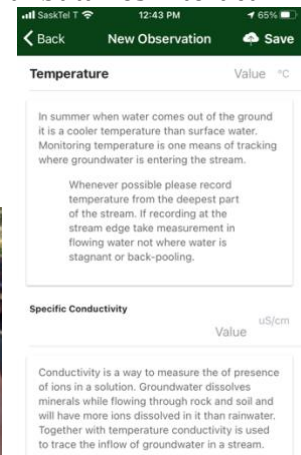 SaskTel T 12:43 PM 65%
Back New Observation Save
Temperature Value °C
In summer when water comes out of the ground
it is a cooler temperature than surface water.
Monitoring temperature is one means of tracking
where groundwater is entering the stream.
Whenever possible please record
temperature from the deepest part
of the stream. If recording at the
stream edge take measurement in
flowing water not where water is
stagnant or back-pooling.
Specific Conductivity
uS/cm
Value
Conductivity is a way to measure the of presence
of ions in a solution. Groundwater dissolves
minerals while flowing through rock and soil and
will have more ions dissolved in it than rainwater.
Together with temperature conductivity is used
to trace the inflow of groundwater in a stream.